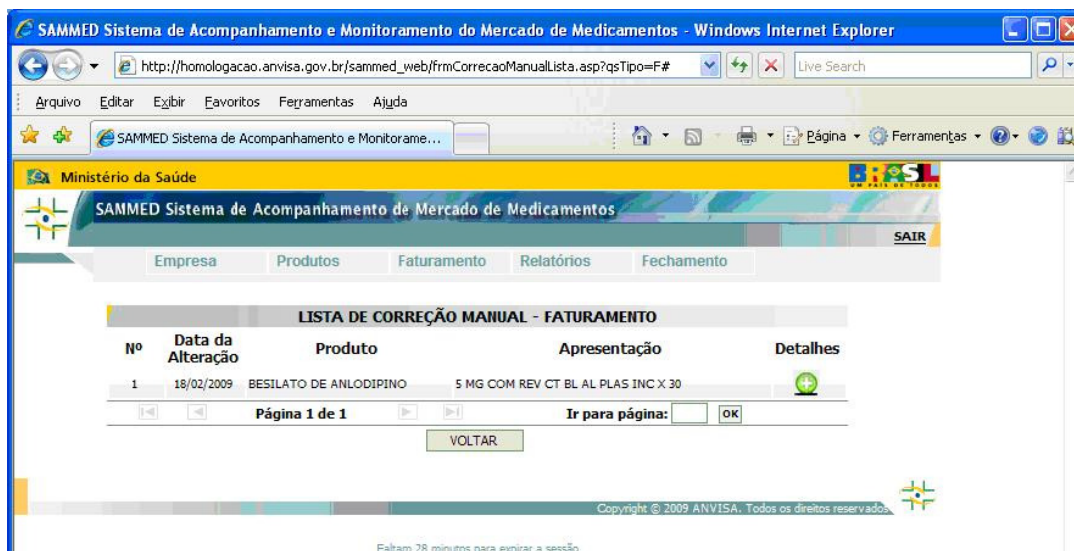 SAMMED Sistema de Acompanhamento e Monitoramento do Mercado de Medicamentos - Windows Internet Explorer
http://homologacao.anvisa.gov.br/sammed_web/frmCorrecaoManualLista.asp?qsTipo=F#
Live Search
Arquivo Editar Exibir Favoritos Ferramentas Ajuda
SAMMED Sistema de Acompanhamento e Monitorame...
Página Ferramentas
Ministério da Saúde
BRASIL
UM PAÍS DE TODOS
SAMMED Sistema de Acompanhamento de Mercado de Medicamentos
SAIR
Empresa Produtos Faturamento Relatórios Fechamento
LISTA DE CORREÇÃO MANUAL - FATURAMENTO
Nº Data da Alteração Produto Apresentação Detalhes
1 18/02/2009 BESILATO DE ANLODIPINO 5 MG COM REV CT BL AL PLAS INC X 30
Página 1 de 1 Ir para página: OK
VOLTAR
Copyright © 2009 ANVISA. Todos os direitos reservados
Faltam 28 minutos para expirar a sessão